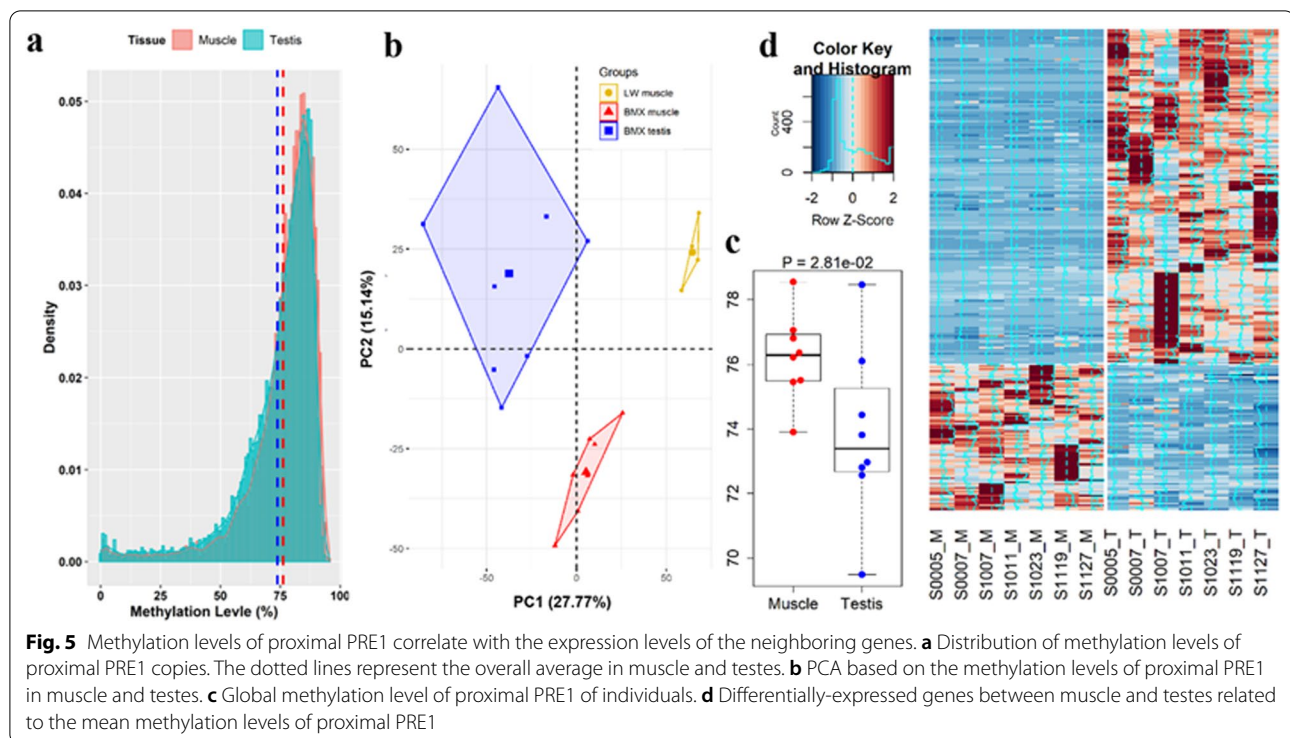 a
Tissue Muscle Testis
0.05
0.04
0.03
0.02
0.01
0.00
Density
0 25 50 75 100
Methylation Levle (%)
b
Groups
LW muscle
BMX muscle
BMX testis
50
25
0
-25
-50
PC2 (15.14%)
-50 0 50
PC1 (27.77%)
d
Color Key
and Histogram
Count
0 400
-2 0 2
Row Z-Score
c
P = 2.81e-02
78
76
74
72
70
Muscle Testis
S0005_M
S0007_M
S1007_M
S1011_M
S1023_M
S1119_M
S1127_M
S0005_T
S0007_T
S1007_T
S1011_T
S1023_T
S1119_T
S1127_T
Fig. 5 Methylation levels of proximal PRE1 correlate with the expression levels of the neighboring genes. a Distribution of methylation levels of
proximal PRE1 copies. The dotted lines represent the overall average in muscle and testes. b PCA based on the methylation levels of proximal PRE1
in muscle and testes. c Global methylation level of proximal PRE1 of individuals. d Differentially-expressed genes between muscle and testes related
to the mean methylation levels of proximal PRE1